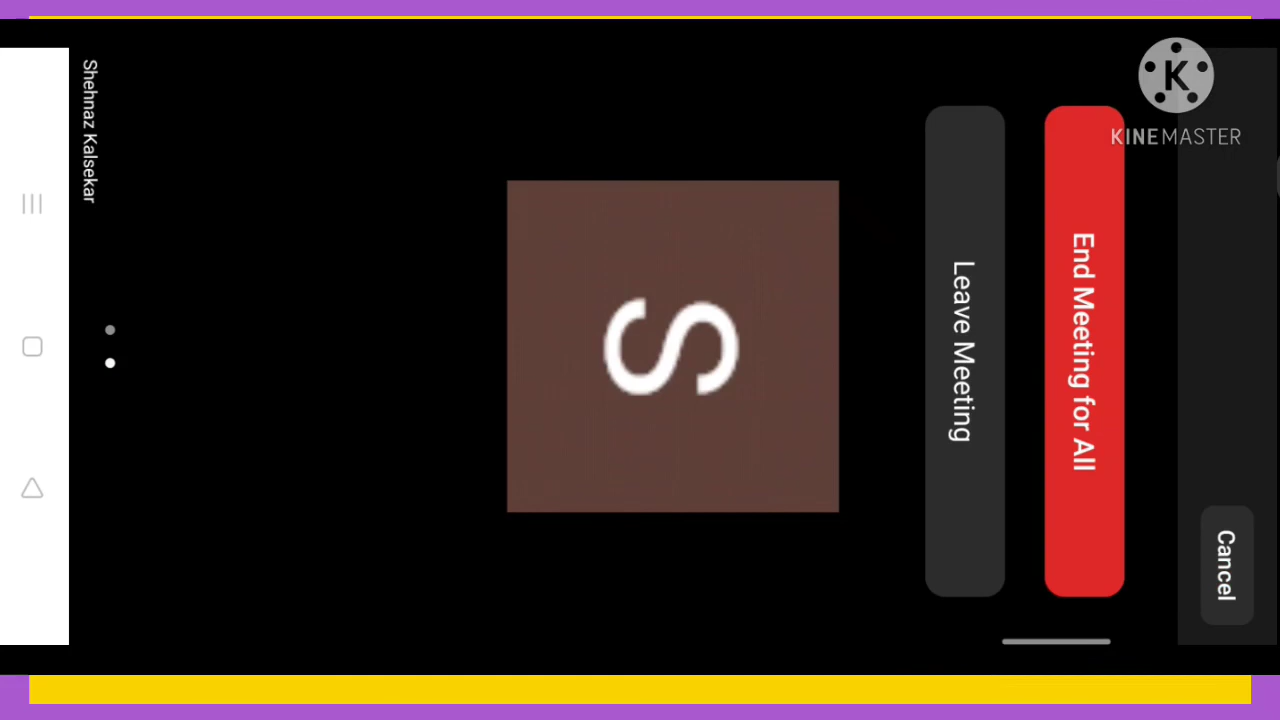 Cancel
End Meeting for All
Leave Meeting
S
Shehnaz Kalsekar
K
KINEMASTER